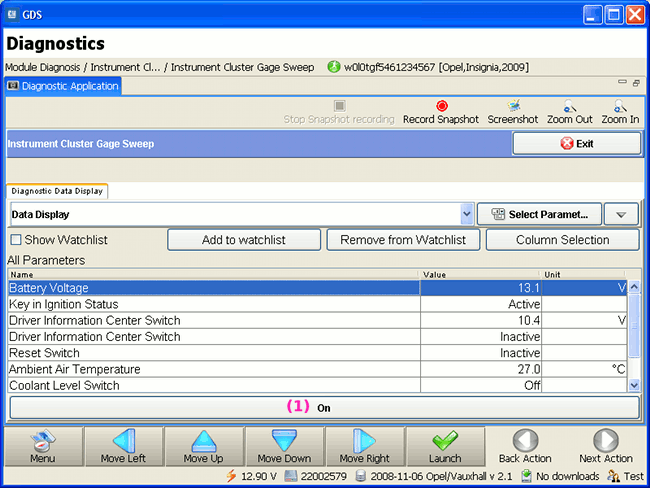 GDS
Diagnostics
Module Diagnosis / Instrument Cl... / Instrument Cluster Gage Sweep w0l0tgf5461234567 [Opel,Insignia,2009]
Diagnostic Application
Stop Snapshot recording Record Snapshot Screenshot Zoom Out Zoom In
Instrument Cluster Gage Sweep Exit
Diagnostic Data Display
Data Display Select Paramet...
Show Watchlist Add to watchlist Remove from Watchlist Column Selection
All Parameters
Name Value Unit
Battery Voltage 13.1 V
Key in Ignition Status Active
Driver Information Center Switch 10.4 V
Driver Information Center Switch Inactive
Reset Switch Inactive
Ambient Air Temperature 27.0 °C
Coolant Level Switch Off
(1) On
Menu Move Left Move Up Move Down Move Right Launch Back Action Next Action
12.90 V 22002579 2008-11-06 Opel/Vauxhall v 2.1 No downloads Test